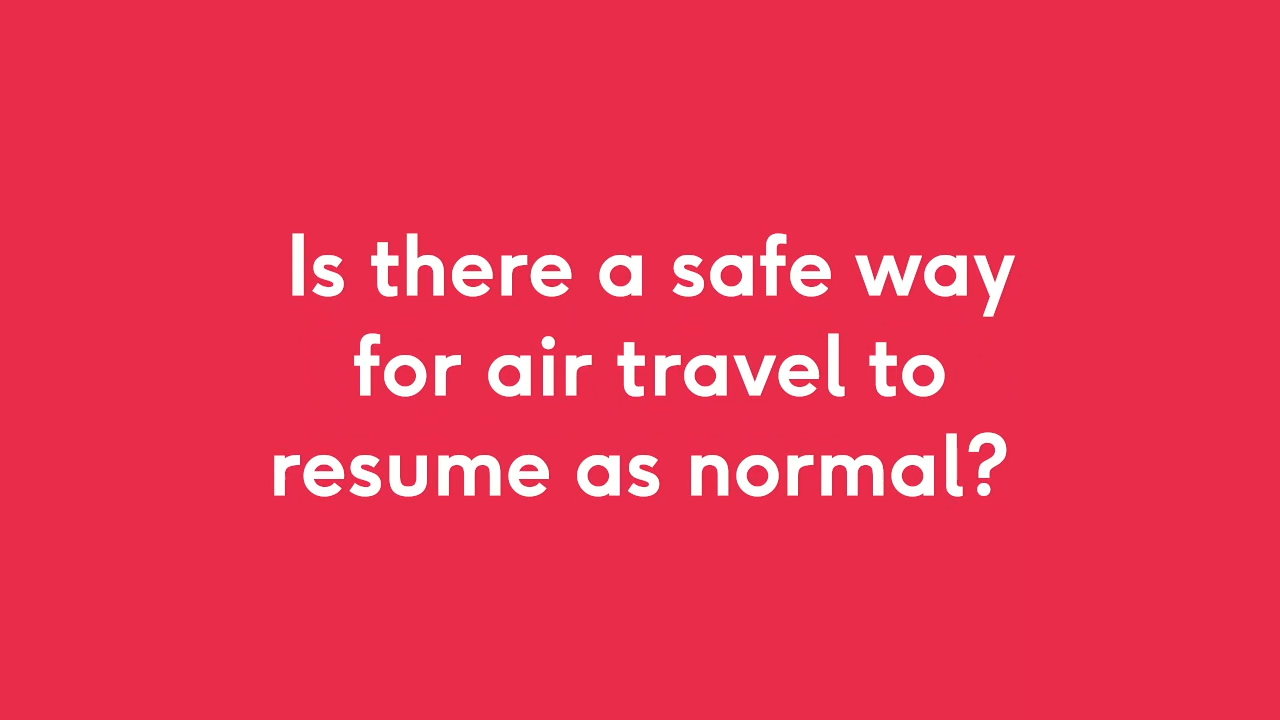 Is there a safe way
for air travel to
resume as normal?